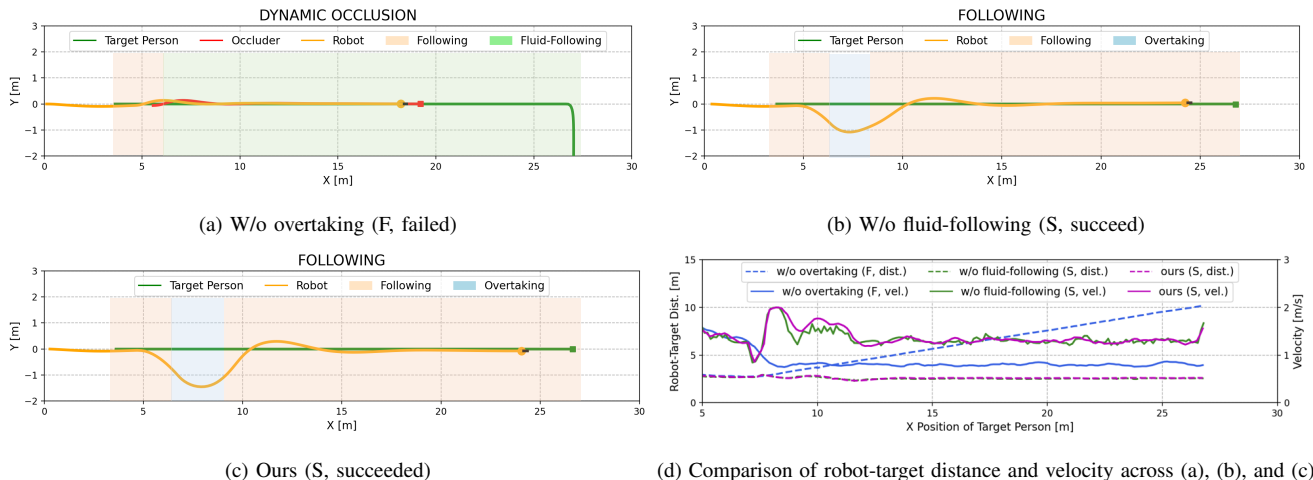 DYNAMIC OCCLUSION
Target Person Occluder Robot Following Fluid-Following
Y [m]
3
2
1
0
−1
−2
0 5 10 15 20 25 30
X [m]
(a) W/o overtaking (F, failed)
FOLLOWING
Target Person Robot Following Overtaking
Y [m]
3
2
1
0
−1
−2
0 5 10 15 20 25 30
X [m]
(b) W/o fluid-following (S, succeed)
FOLLOWING
Target Person Robot Following Overtaking
Y [m]
3
2
1
0
−1
−2
0 5 10 15 20 25 30
X [m]
(c) Ours (S, succeeded)
w/o overtaking (F, dist.) w/o fluid-following (S, dist.) ours (S, dist.)
w/o overtaking (F, vel.) w/o fluid-following (S, vel.) ours (S, vel.)
Robot-Target Dist. [m]
15
10
5
0
Velocity [m/s]
3
2
1
0
5 10 15 20 25 30
X Position of Target Person [m]
(d) Comparison of robot-target distance and velocity across (a), (b), and (c)